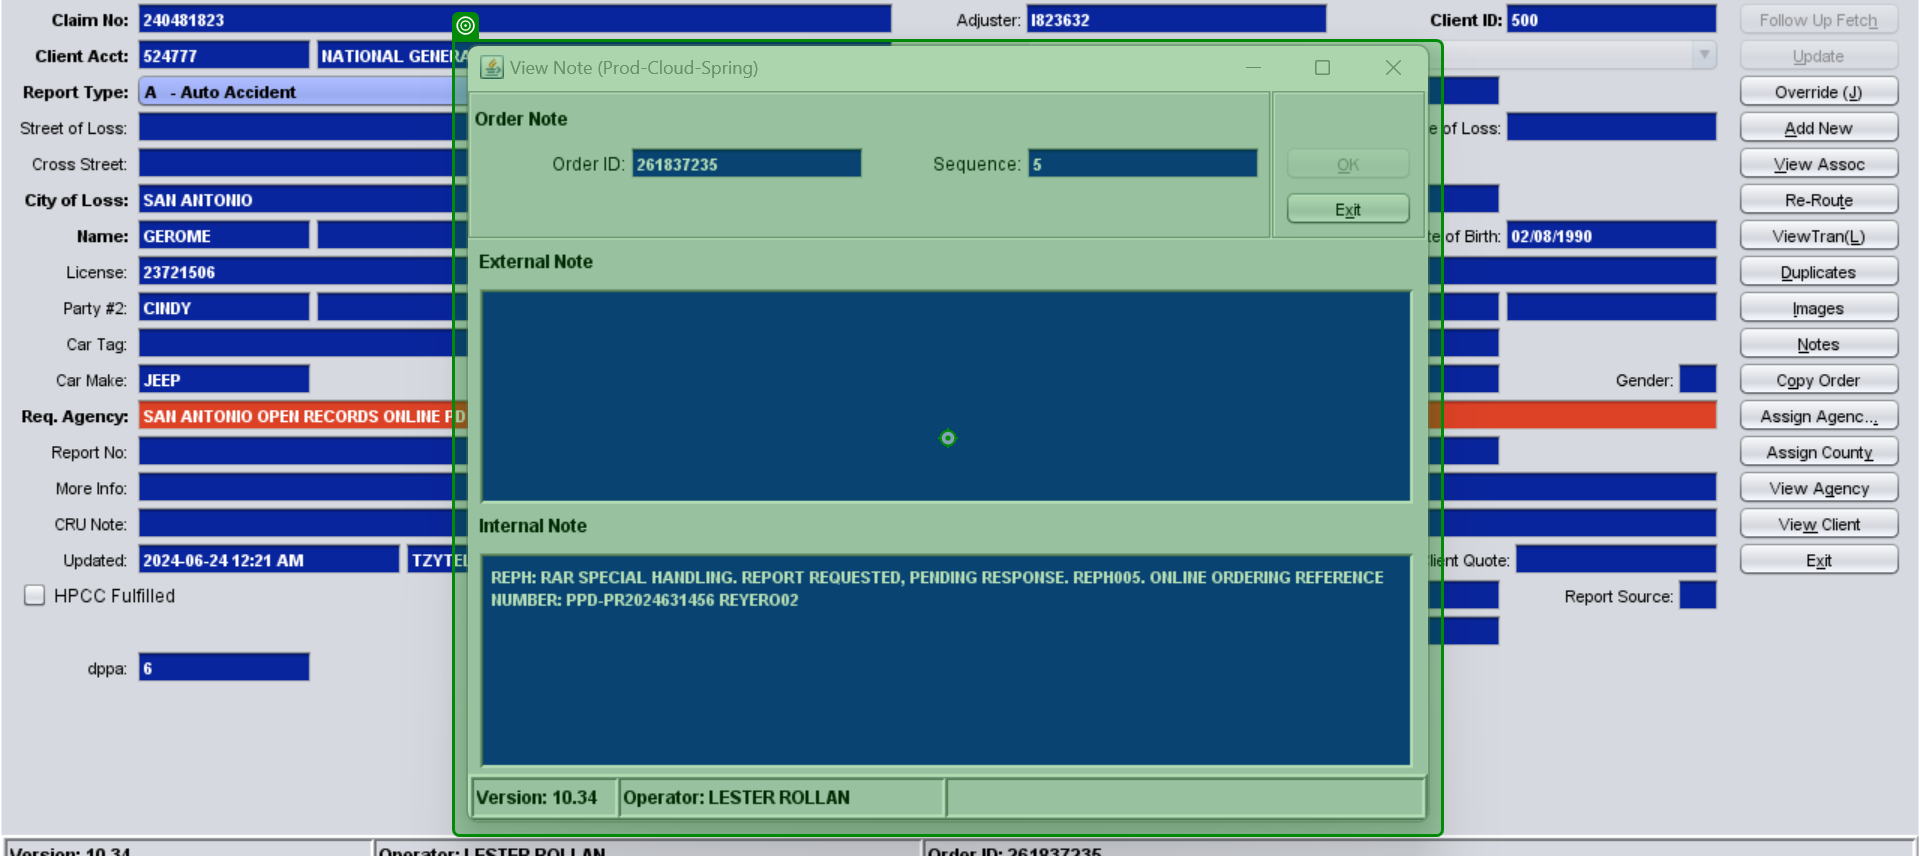 Claim No: 240481823 Adjuster: I823632 Client ID: 500 Follow Up Fetch
Client Acct: 524777 NATIONAL GENERA Update
View Note (Prod-Cloud-Spring)
Report Type: A - Auto Accident Override (J)
Order Note
Street of Loss: e of Loss: Add New
Cross Street: Order ID: 261837235 Sequence: 5 OK View Assoc
City of Loss: SAN ANTONIO Exit Re-Route
Name: GEROME te of Birth: 02/08/1990 ViewTran(L)
External Note
License: 23721506 Duplicates
Party #2: CINDY Images
Car Tag: Notes
Car Make: JEEP Gender: Copy Order
Req. Agency: SAN ANTONIO OPEN RECORDS ONLINE PD Assign Agenc...
Report No: Assign County
More Info: View Agency
CRU Note: Internal Note View Client
Updated: 2024-06-24 12:21 AM TZYTEL lient Quote: Exit
REPH: RAR SPECIAL HANDLING. REPORT REQUESTED, PENDING RESPONSE. REPH005. ONLINE ORDERING REFERENCE
NUMBER: PPD-PR2024631456 REYERO02
HPCC Fulfilled Report Source:
dppa: 6
Version: 10.34 Operator: LESTER ROLLAN
Version: 10.34 Operator: LESTER ROLLAN Order ID: 261837235